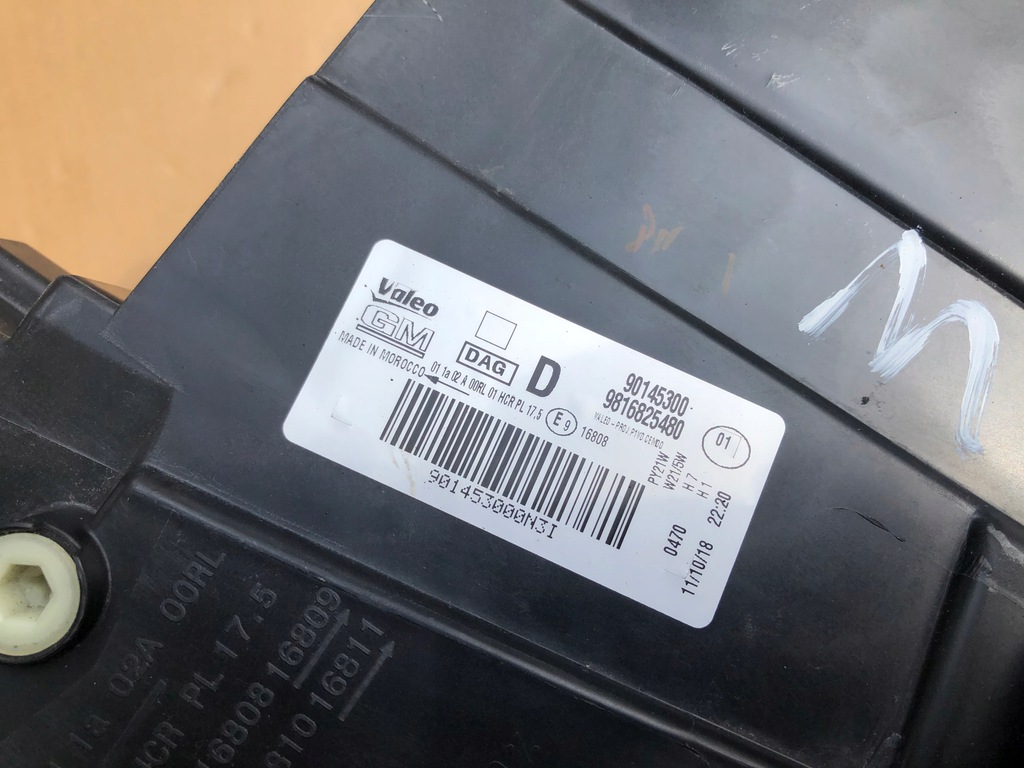 Valeo
GM
MADE IN MOROCCO
DAG
D
90145300
9816825480
01 1a 02 A 00RL 01 HCR PL 17.5 E9 16808
01
PY21W
W21/5W
H7
H1
901453000N3I
0470
11/10/18 22:20
1a 02A 00RL
HCR PL 17.5
16808 16809
16811